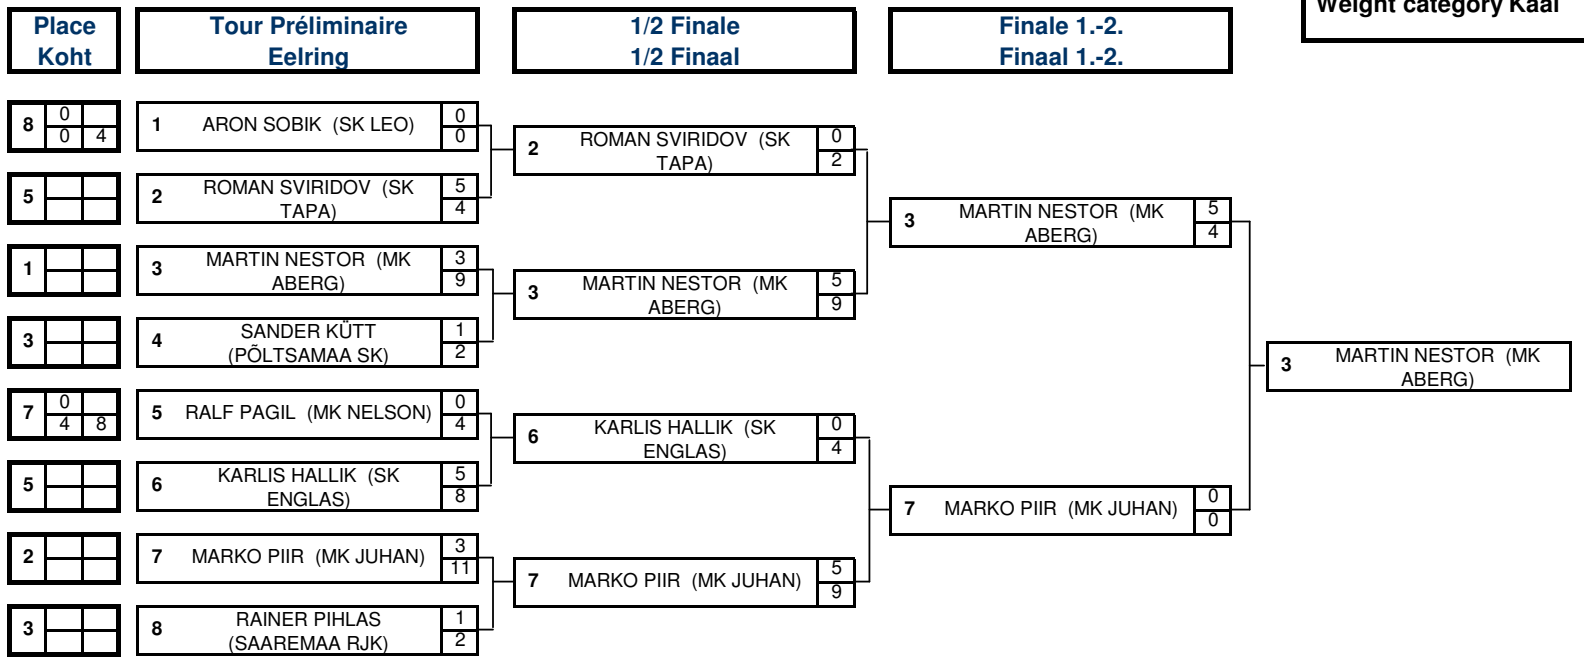 Weight category Kaal
Place
Koht
Tour Préliminaire
Eelring
1/2 Finale
1/2 Finaal
Finale 1.-2.
Finaal 1.-2.
8
0
0 4
1 ARON SOBIK (SK LEO)
0
0
5
2 ROMAN SVIRIDOV (SK
TAPA)
5
4
1
3 MARTIN NESTOR (MK
ABERG)
3
9
3
4 SANDER KÜTT
(PÕLTSAMAA SK)
1
2
7
0
4 8
5 RALF PAGIL (MK NELSON)
0
4
5
6 KARLIS HALLIK (SK
ENGLAS)
5
8
2
7 MARKO PIIR (MK JUHAN)
3
11
3
8 RAINER PIHLAS
(SAAREMAA RJK)
1
2
2 ROMAN SVIRIDOV (SK
TAPA)
0
2
3 MARTIN NESTOR (MK
ABERG)
5
9
6 KARLIS HALLIK (SK
ENGLAS)
0
4
7 MARKO PIIR (MK JUHAN)
5
9
3 MARTIN NESTOR (MK
ABERG)
5
4
7 MARKO PIIR (MK JUHAN)
0
0
3 MARTIN NESTOR (MK
ABERG)